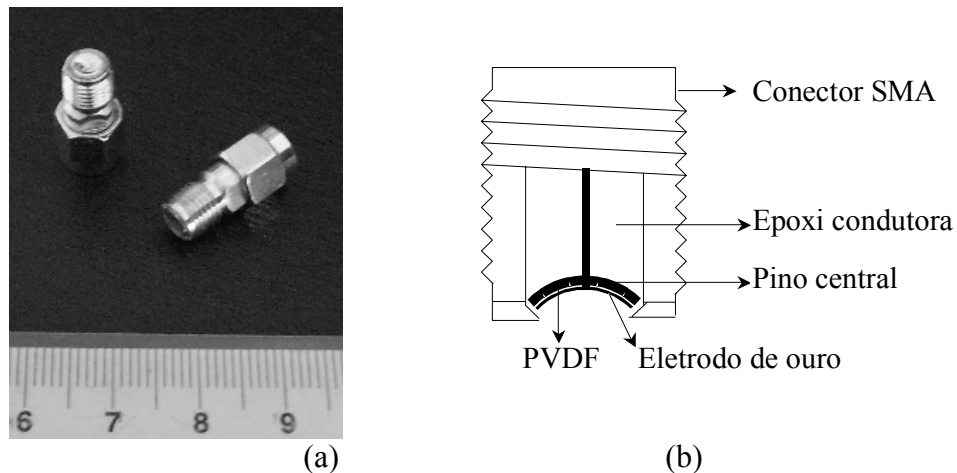 Conector SMA
Epoxi condutora
Pino central
PVDF Eletrodo de ouro
6 7 8 9
(a) (b)